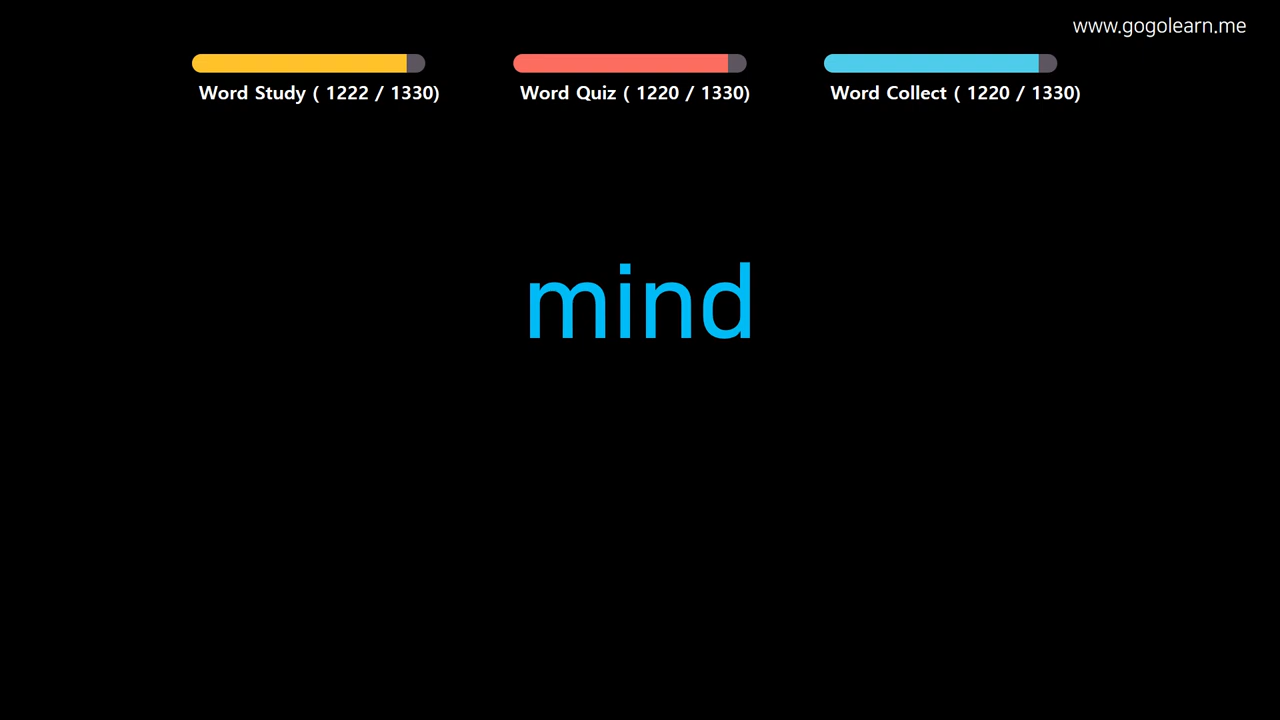 www.gogolearn.me
Word Study ( 1222 / 1330)
Word Quiz ( 1220 / 1330)
Word Collect ( 1220 / 1330)
mind